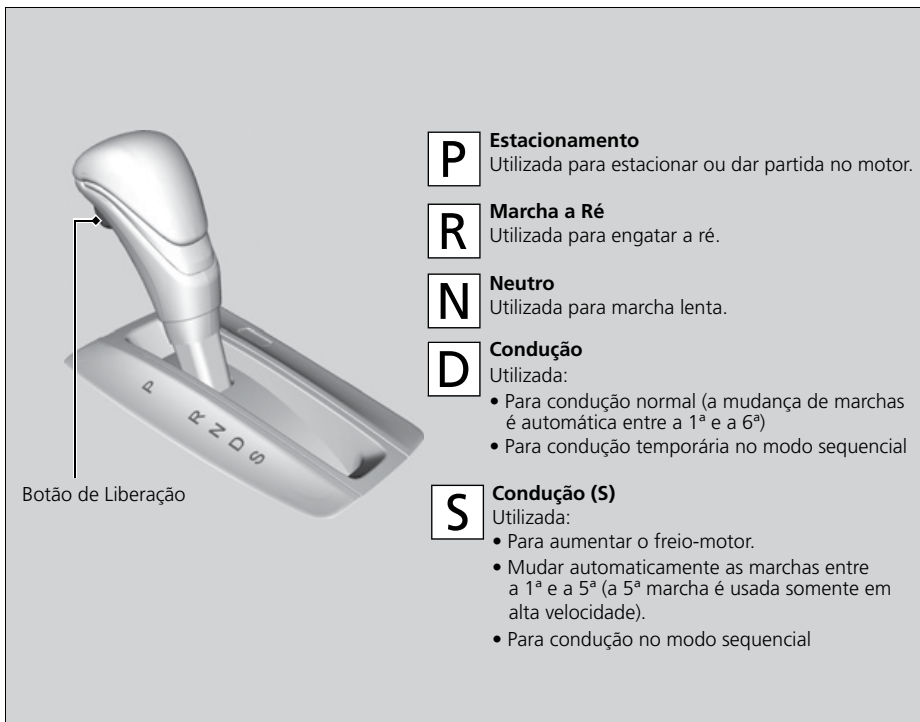 P
Estacionamento
Utilizada para estacionar ou dar partida no motor.
R
Marcha a Ré
Utilizada para engatar a ré.
N
Neutro
Utilizada para marcha lenta.
D
Condução
Utilizada:
• Para condução normal (a mudança de marchas
é automática entre a 1ª e a 6ª)
• Para condução temporária no modo sequencial
S
Condução (S)
Utilizada:
• Para aumentar o freio-motor.
• Mudar automaticamente as marchas entre
a 1ª e a 5ª (a 5ª marcha é usada somente em
alta velocidade).
• Para condução no modo sequencial
P R N D S
Botão de Liberação